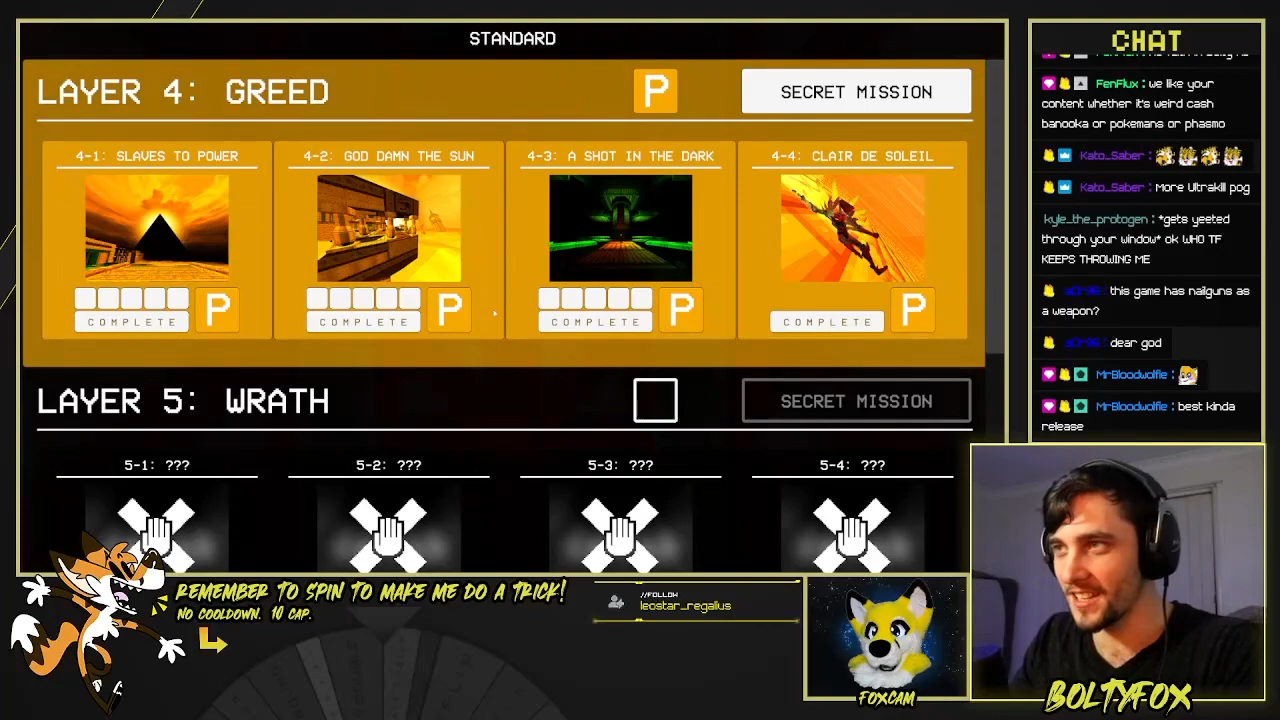 STANDARD
LAYER 4: GREED
P
SECRET MISSION
4-1: SLAVES TO POWER
4-2: GOD DAMN THE SUN
4-3: A SHOT IN THE DARK
4-4: CLAIR DE SOLEIL
COMPLETE P
COMPLETE P
COMPLETE P
COMPLETE P
LAYER 5: WRATH
SECRET MISSION
5-1: ???
5-2: ???
5-3: ???
5-4: ???
CHAT
FenFlux : we like your
content whether it's weird cash
banooka or pokemans or phasmo
Kato_Saber :
Kato_Saber : More Ultrakill pog
kyle_the_protogen : *gets yeeted
through your window* ok WHO TF
KEEPS THROWING ME
: this game has nailguns as
a weapon?
: dear god
MrBloodwolfie :
MrBloodwolfie : best kinda
release
REMEMBER TO SPIN TO MAKE ME DO A TRICK!
NO COOLDOWN. 10 CAP.
//FOLLOW
leostar_regalius
FOXCAM
BOLTYFOX